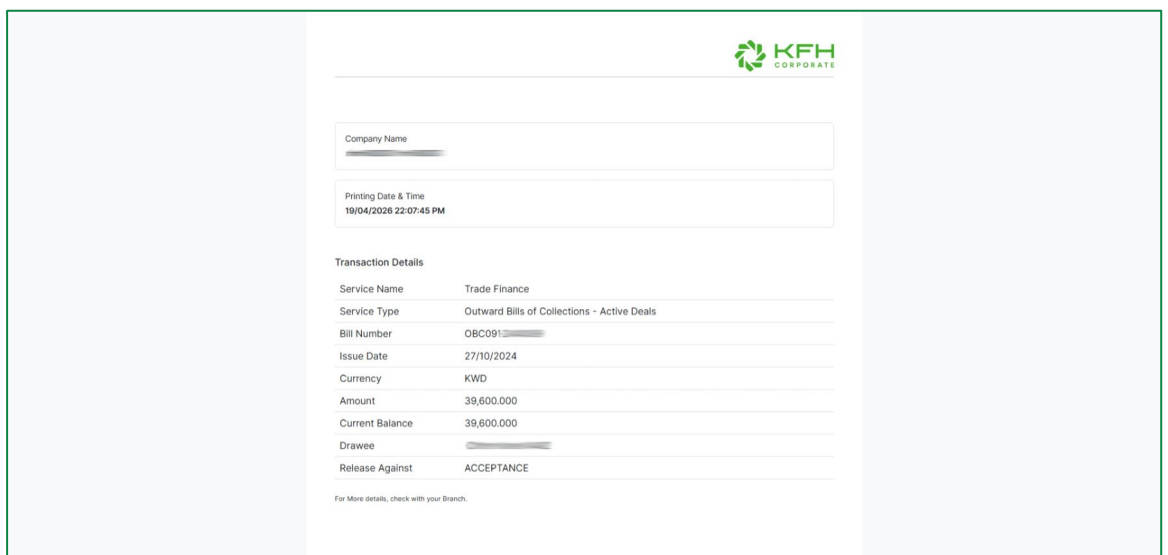 KFH
CORPORATE
Company Name
Printing Date & Time
19/04/2026 22:07:45 PM
Transaction Details
Service Name Trade Finance
Service Type Outward Bills of Collections - Active Deals
Bill Number OBC091
Issue Date 27/10/2024
Currency KWD
Amount 39,600.000
Current Balance 39,600.000
Drawee
Release Against ACCEPTANCE
For More details, check with your Branch.